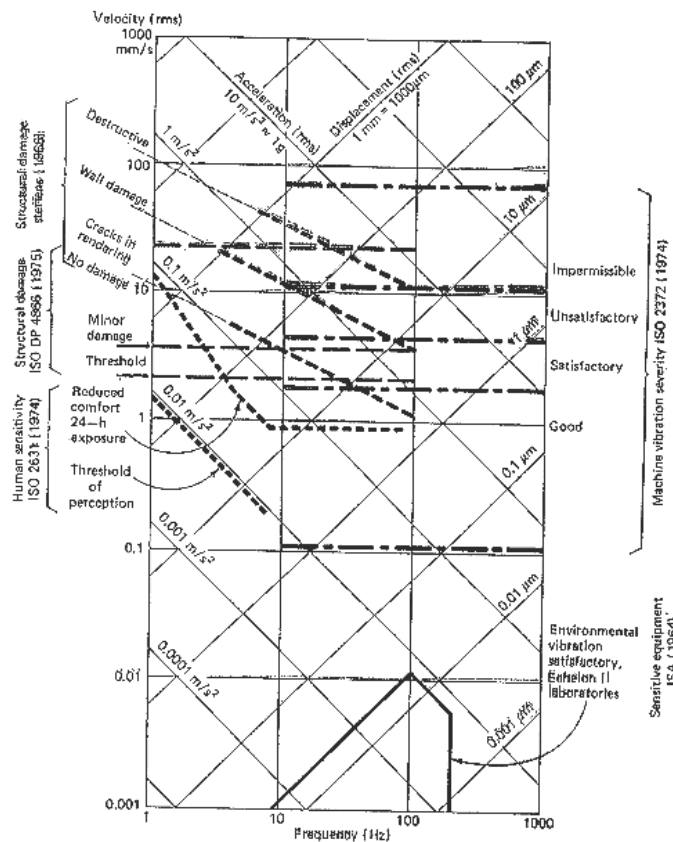 Velocity (rms)
1000
mm/s
100
10
1
0.1
0.01
0.001
1
10
100
1000
Frequency (Hz)
Acceleration (rms)
10 m/s² ≈ 1g
Displacement (rms)
1 mm = 1000µm
100 µm
10 µm
0.1 µm
0.01 µm
0.001 µm
1 m/s²
0.1 m/s²
0.01 m/s²
0.001 m/s²
0.0001 m/s²
Structural damage
steffens (1966)
Destructive
Wall damage
Cracks in
rendering
No damage
Structural damage
ISO DP 4866 (1975)
Minor
damage
Threshold
Human sensitivity
ISO 2631 (1974)
Reduced
comfort
24-h
exposure
Threshold
of
perception
Impermissible
Unsatisfactory
Satisfactory
Good
Machine vibration severity ISO 2372 (1974)
Environmental
vibration
satisfactory,
Echelon II
laboratories
Sensitive equipment
ISA (1964)